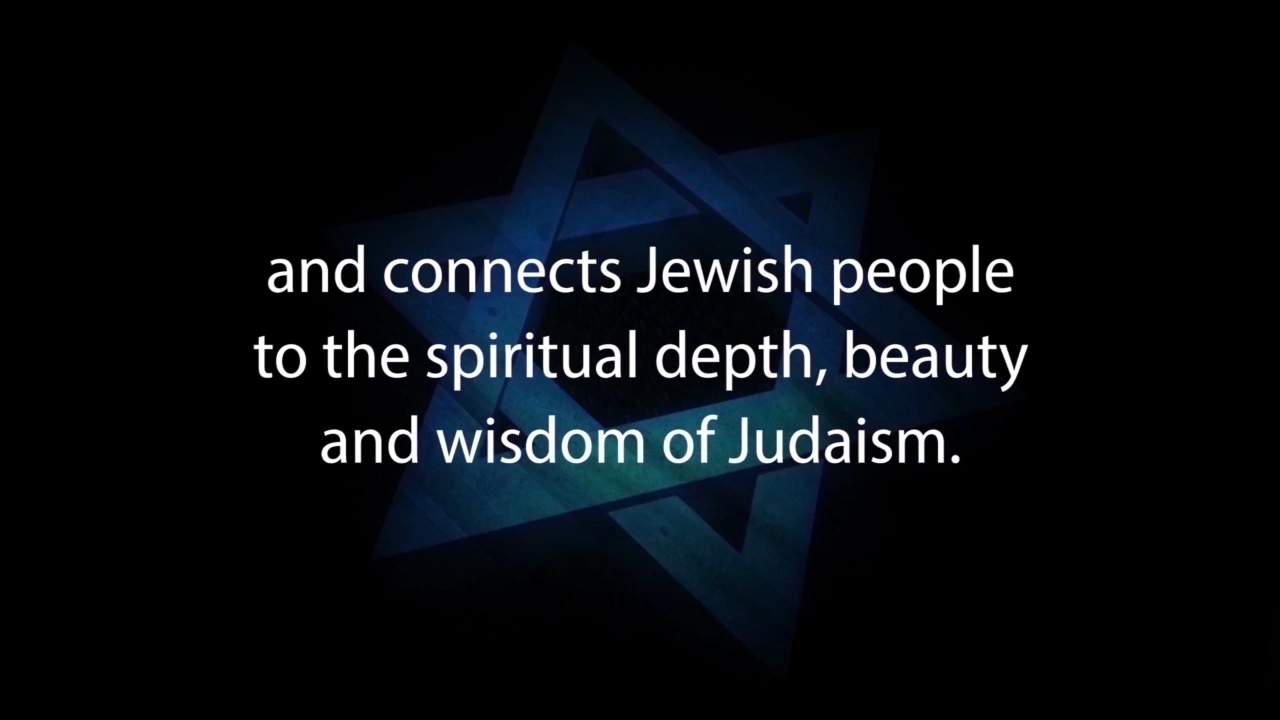 and connects Jewish people
to the spiritual depth, beauty
and wisdom of Judaism.